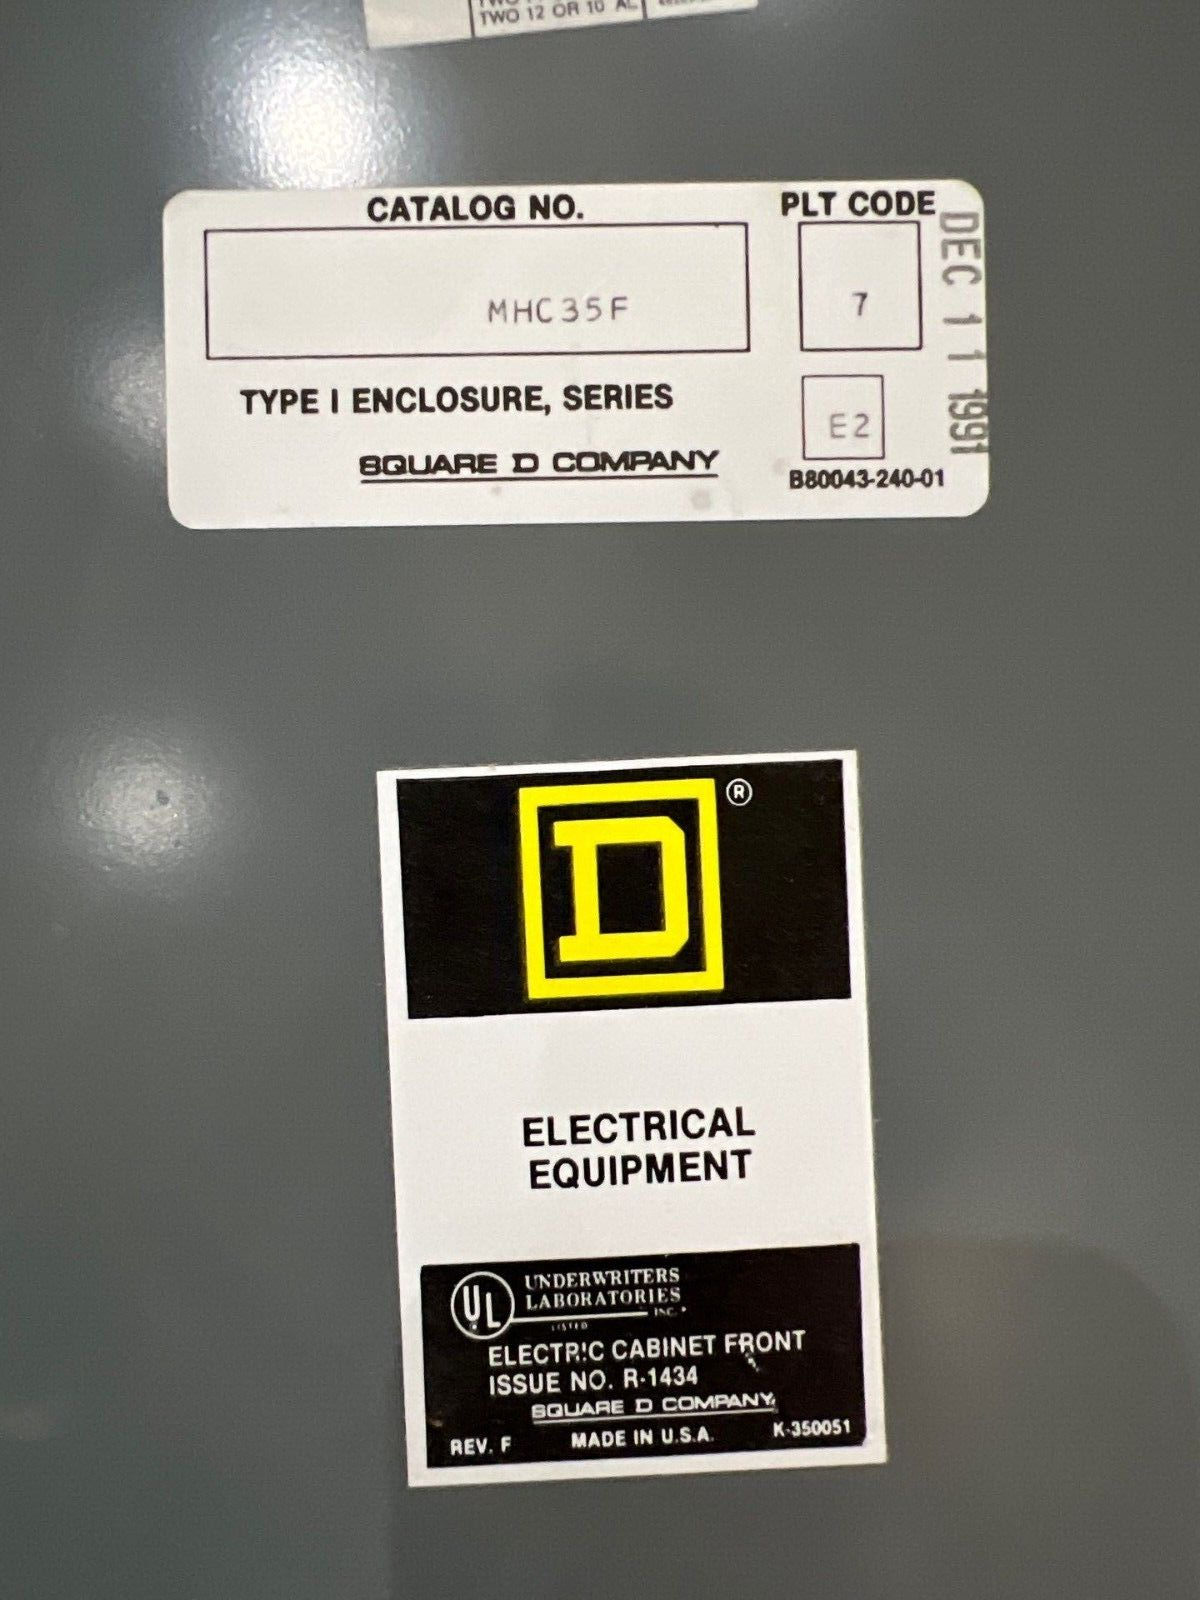 TWO 12 OR 10 AL
CATALOG NO.
PLT CODE
MHC35F
7
DEC 11 1991
TYPE I ENCLOSURE, SERIES
E2
SQUARE D COMPANY
B80043-240-01
D ®
ELECTRICAL
EQUIPMENT
UL
UNDERWRITERS
LABORATORIES
INC.®
LISTED
ELECTRIC CABINET FRONT
ISSUE NO. R-1434
SQUARE D COMPANY
REV. F MADE IN U.S.A. K-350051